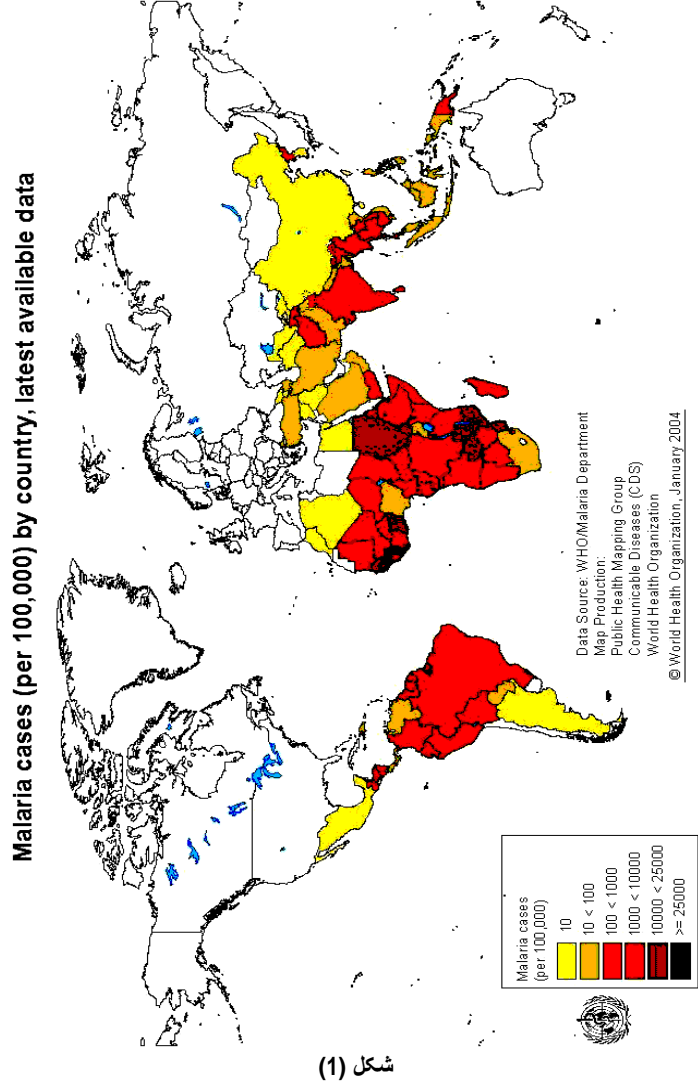 Malaria cases (per 100,000) by country, latest available data
Malaria cases
(per 100,000)
10
10 < 100
100 < 1000
1000 < 10000
10000 < 25000
>= 25000
Data Source: WHO/Malaria Department
Map Production:
Public Health Mapping Group
Communicable Diseases (CDS)
World Health Organization
© World Health Organization, January 2004
شكل (1)